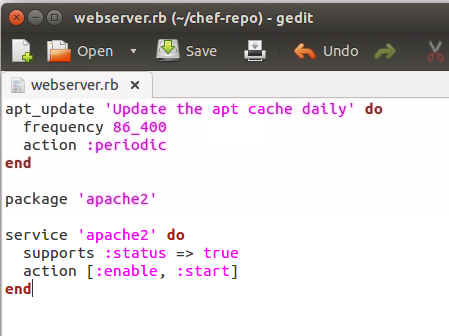 webserver.rb (~/chef-repo) - gedit
Open Save Undo
webserver.rb
apt_update 'Update the apt cache daily' do
  frequency 86_400
  action :periodic
end

package 'apache2'

service 'apache2' do
  supports :status => true
  action [:enable, :start]
end